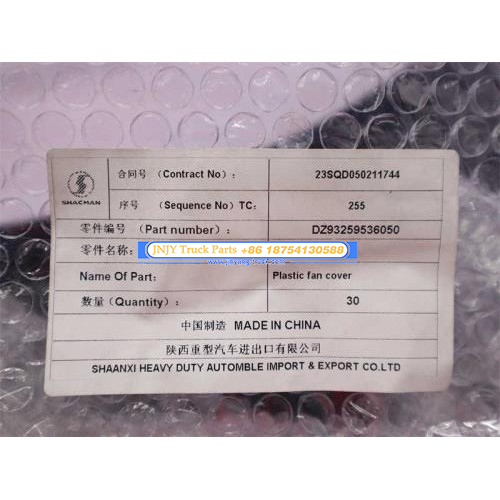 SHACMAN
合同号 (Contract No)： 23SQD050211744
序号 (Sequence No) TC: 255
零件编号 (Part number)： DZ93259536050
零件名称:
JNJY Truck Parts +86 18754130588
Name Of Part: Plastic fan cover
数量 (Quantity)： 30
中国制造 MADE IN CHINA
陕西重型汽车进出口有限公司
SHAANXI HEAVY DUTY AUTOMBLE IMPORT & EXPORT CO.LTD